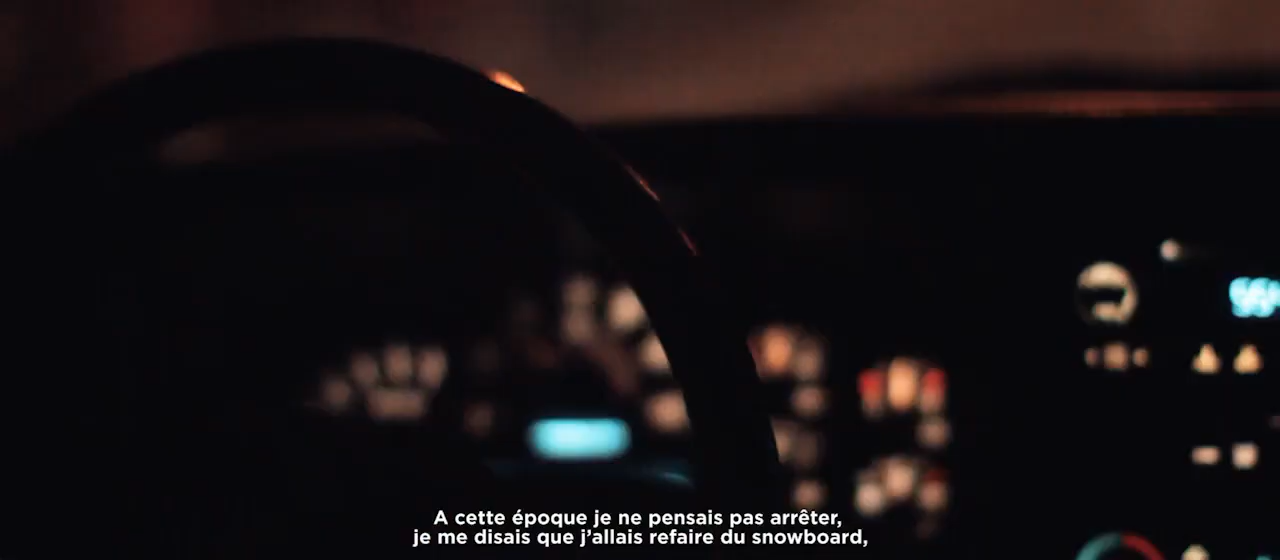 A cette époque je ne pensais pas arrêter,
je me disais que j’allais refaire du snowboard,